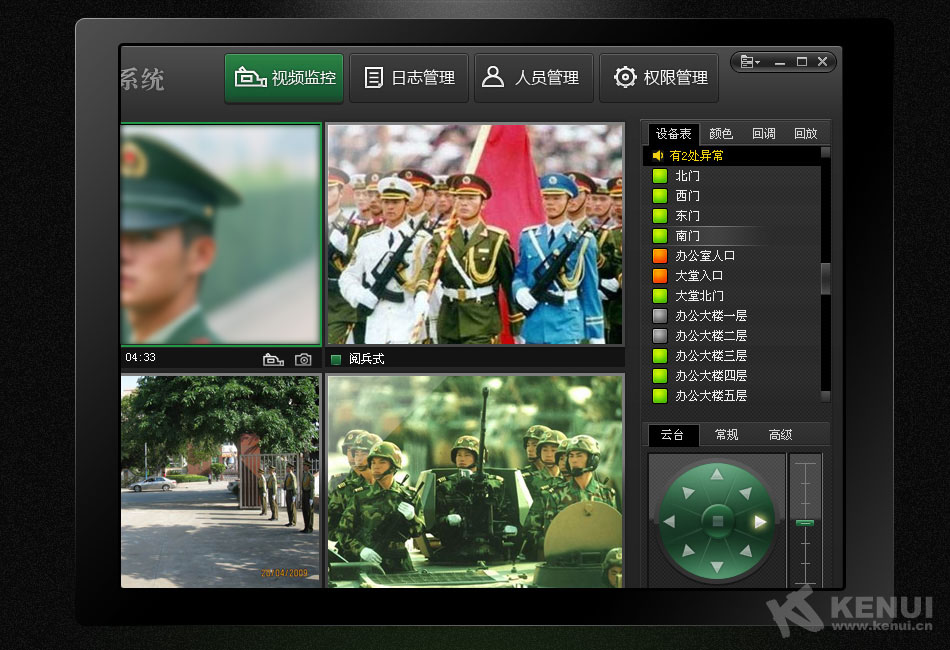 系统
视频监控
日志管理
人员管理
权限管理
设备表
颜色
回调
回放
有2处异常
北门
西门
东门
南门
办公室人口
大堂入口
大堂北门
办公大楼一层
办公大楼二层
办公大楼三层
办公大楼四层
办公大楼五层
04:33
阅兵式
云台
常规
高级
26/04/2009
KENUI
www.kenui.cn